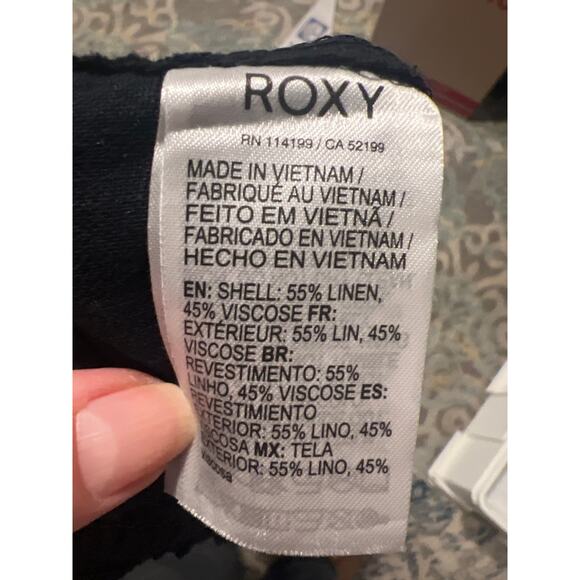 ROXY
RN 114199 / CA 52199
MADE IN VIETNAM /
FABRIQUÉ AU VIETNAM /
FEITO EM VIETNÃ /
FABRICADO EN VIETNAM /
HECHO EN VIETNAM
EN: SHELL: 55% LINEN,
45% VISCOSE FR:
EXTÉRIEUR: 55% LIN, 45%
VISCOSE BR:
REVESTIMENTO: 55%
LINHO, 45% VISCOSE ES:
REVESTIMIENTO
EXTERIOR: 55% LINO, 45%
VISCOSA MX: TELA
EXTERIOR: 55% LINO, 45%
viscosa